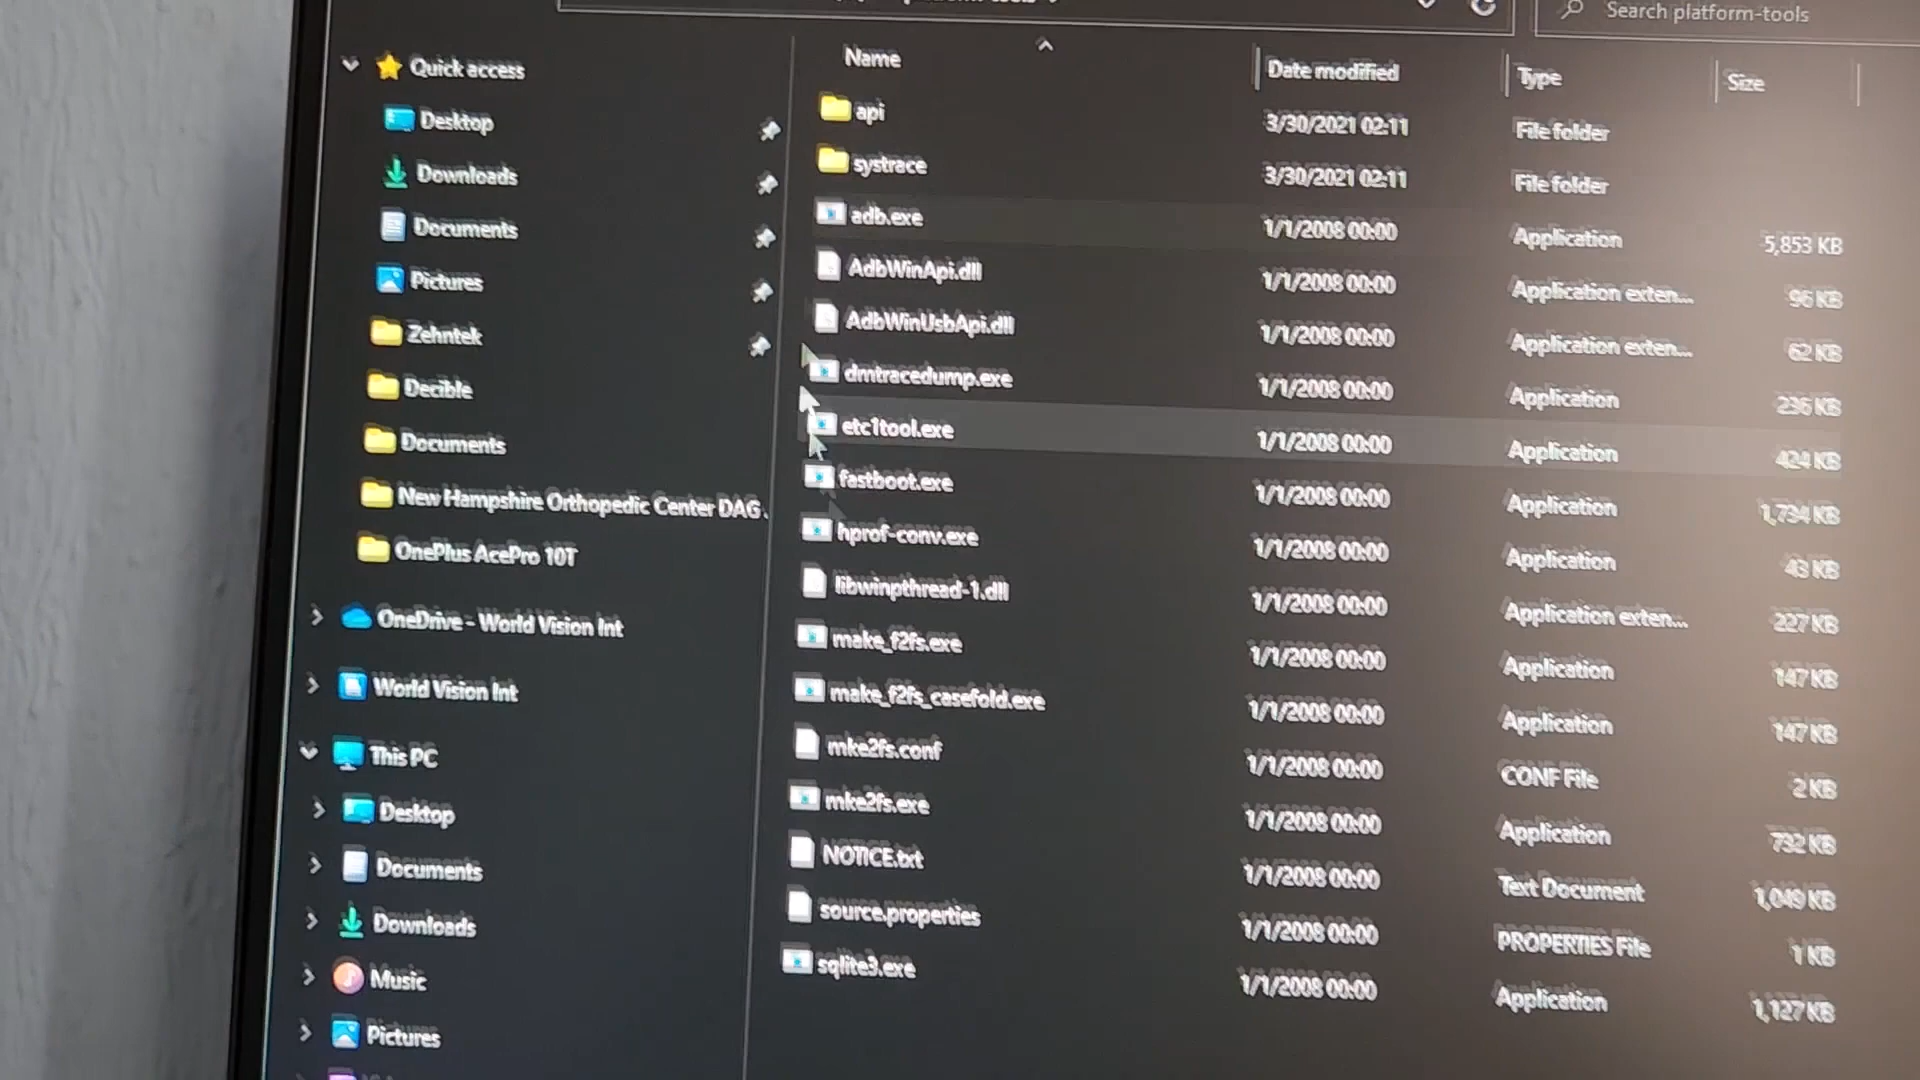 Search platform-tools
Quick access
Desktop
Downloads
Documents
Pictures
Zehntek
Decible
Documents
New Hampshire Orthopedic Center DAG
OnePlus AcePro 10T
OneDrive - World Vision Int
World Vision Int
This PC
Desktop
Documents
Downloads
Music
Pictures
Name Date modified Type Size
api 3/30/2021 02:11 File folder
systrace 3/30/2021 02:11 File folder
adb.exe 1/1/2008 00:00 Application 5,853 KB
AdbWinApi.dll 1/1/2008 00:00 Application exten... 96 KB
AdbWinUsbApi.dll 1/1/2008 00:00 Application exten... 62 KB
dmtracedump.exe 1/1/2008 00:00 Application 236 KB
etc1tool.exe 1/1/2008 00:00 Application 424 KB
fastboot.exe 1/1/2008 00:00 Application 1,734 KB
hprof-conv.exe 1/1/2008 00:00 Application 43 KB
libwinpthread-1.dll 1/1/2008 00:00 Application exten... 227 KB
make_f2fs.exe 1/1/2008 00:00 Application 147 KB
make_f2fs_casefold.exe 1/1/2008 00:00 Application 147 KB
mke2fs.conf 1/1/2008 00:00 CONF File 2 KB
mke2fs.exe 1/1/2008 00:00 Application 732 KB
NOTICE.txt 1/1/2008 00:00 Text Document 1,049 KB
source.properties 1/1/2008 00:00 PROPERTIES File 1 KB
sqlite3.exe 1/1/2008 00:00 Application 1,127 KB